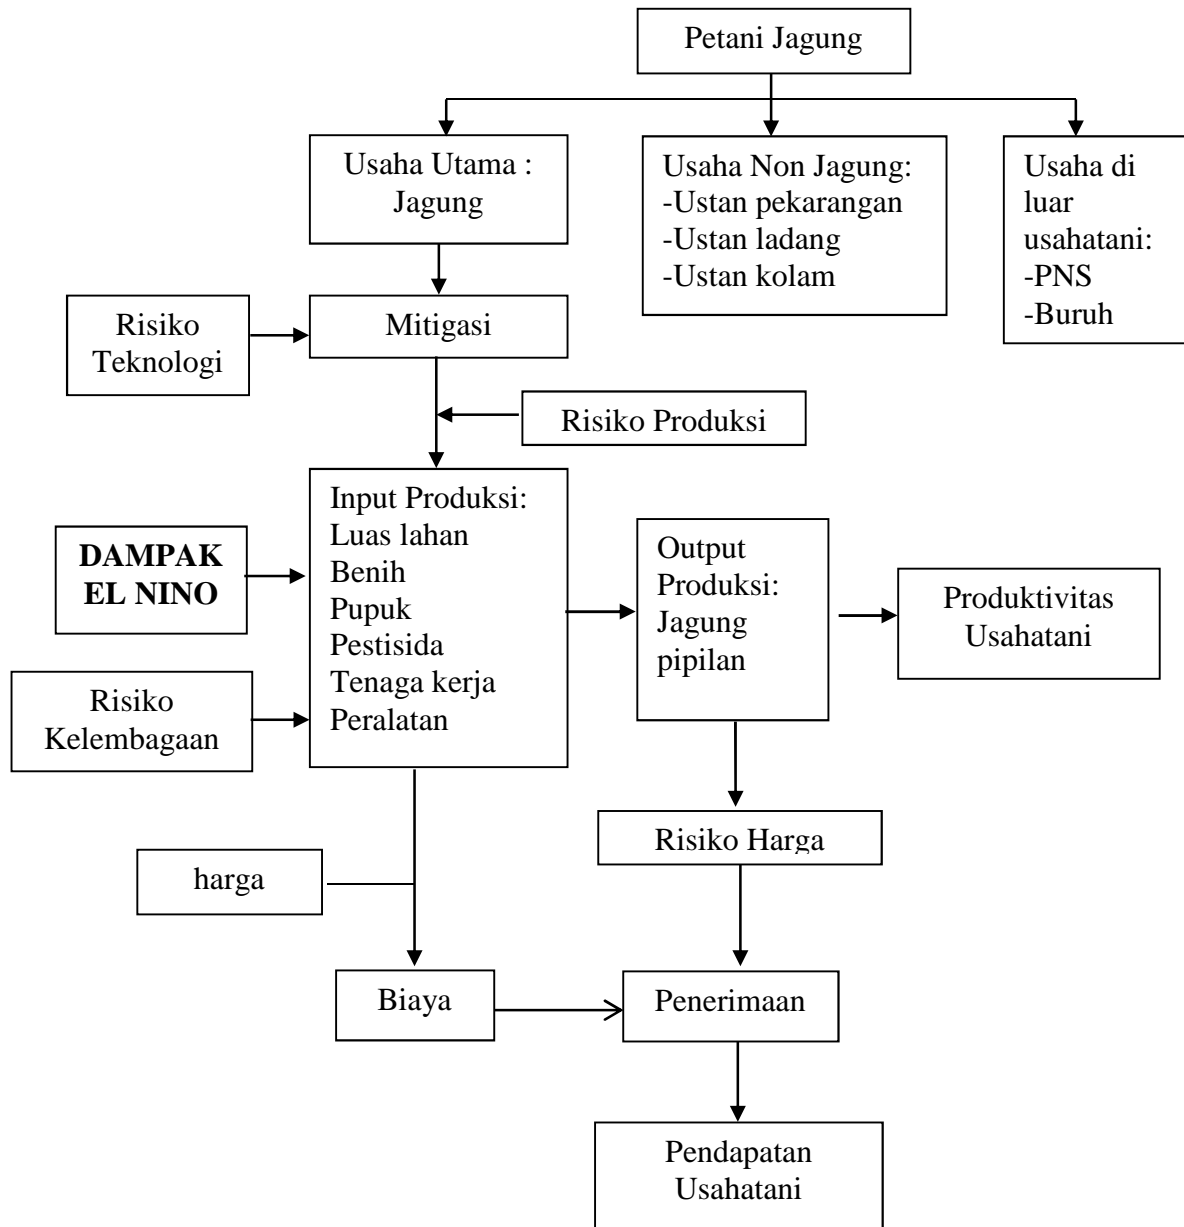 Petani Jagung
Usaha Utama :
Jagung
Usaha Non Jagung:
-Ustan pekarangan
-Ustan ladang
-Ustan kolam
Usaha di
luar
usahatani:
-PNS
-Buruh
Risiko
Teknologi
Mitigasi
Risiko Produksi
DAMPAK
EL NINO
Risiko
Kelembagaan
Input Produksi:
Luas lahan
Benih
Pupuk
Pestisida
Tenaga kerja
Peralatan
Output
Produksi:
Jagung
pipilan
Produktivitas
Usahatani
Risiko Harga
harga
Biaya
Penerimaan
Pendapatan
Usahatani